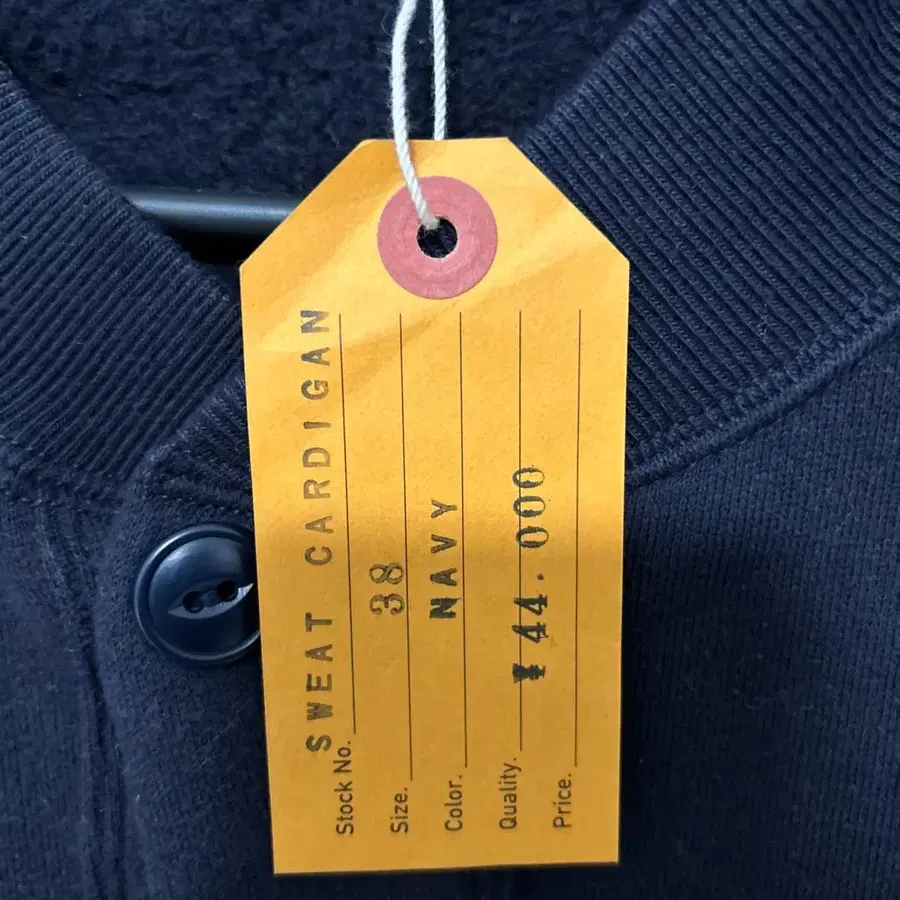 SWEAT CARDIGAN
Stock No.
38
Size.
NAVY
Color.
¥44.000
Quality.
Price.